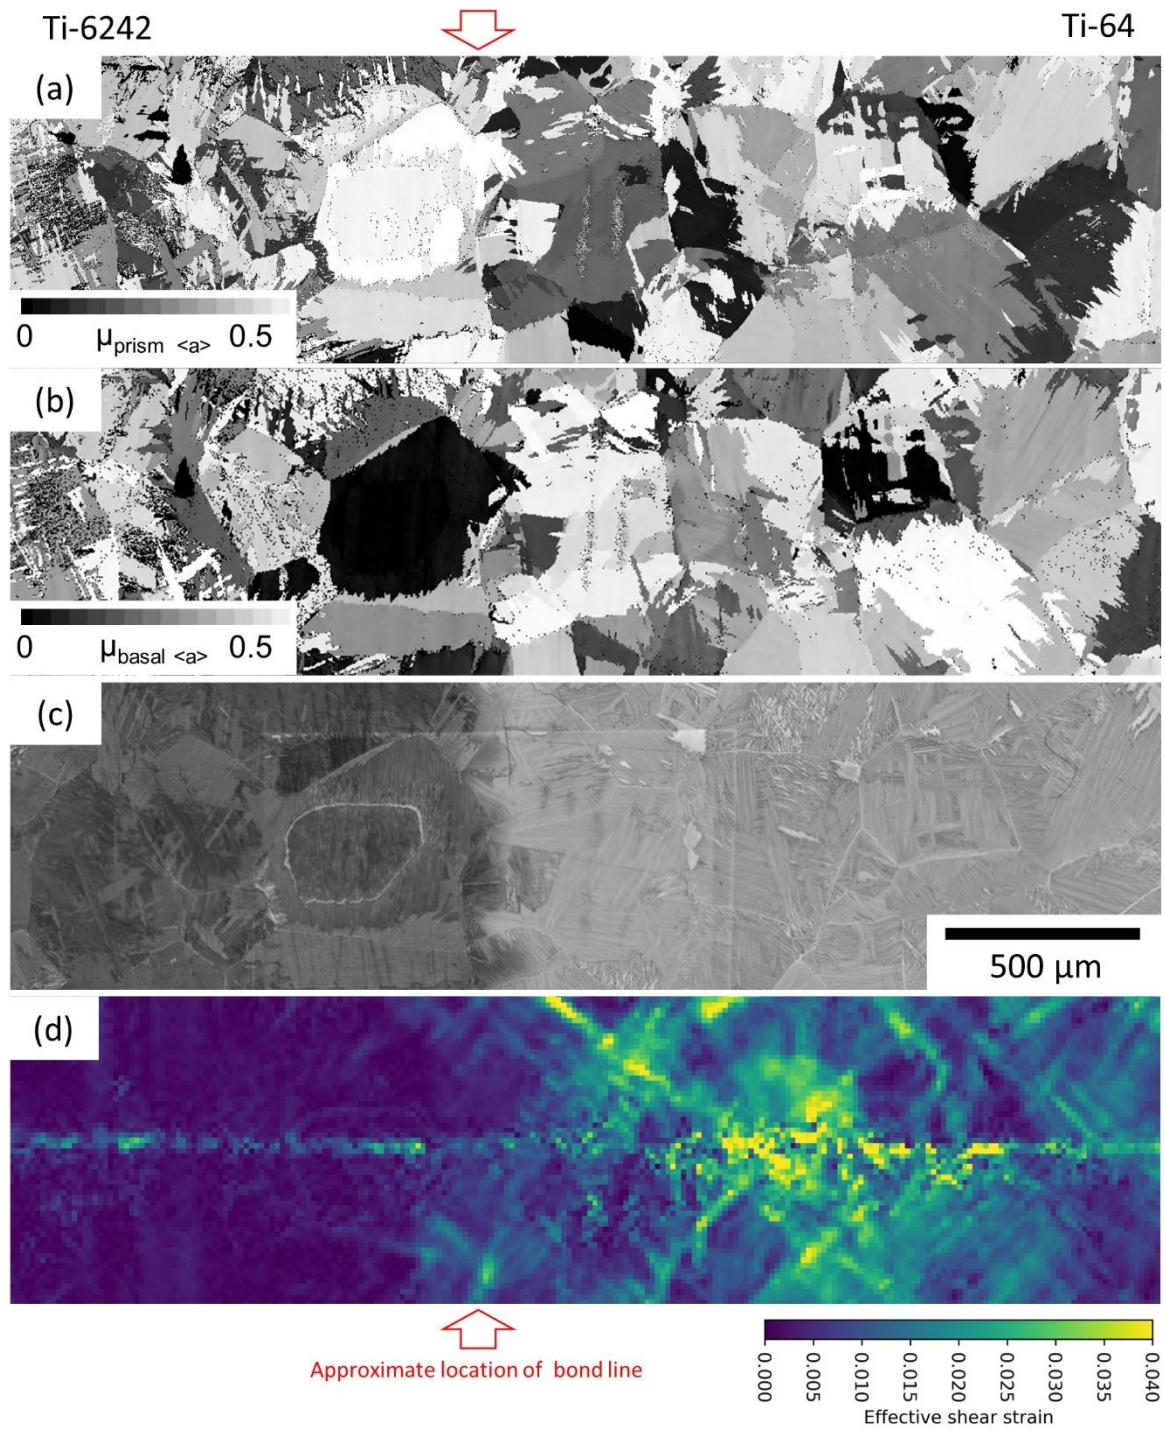 Ti-6242
Ti-64
(a)
0 μprism <a> 0.5
(b)
0 μbasal <a> 0.5
(c)
500 μm
(d)
Approximate location of bond line
0.000
0.005
0.010
0.015
0.020
0.025
0.030
0.035
0.040
Effective shear strain